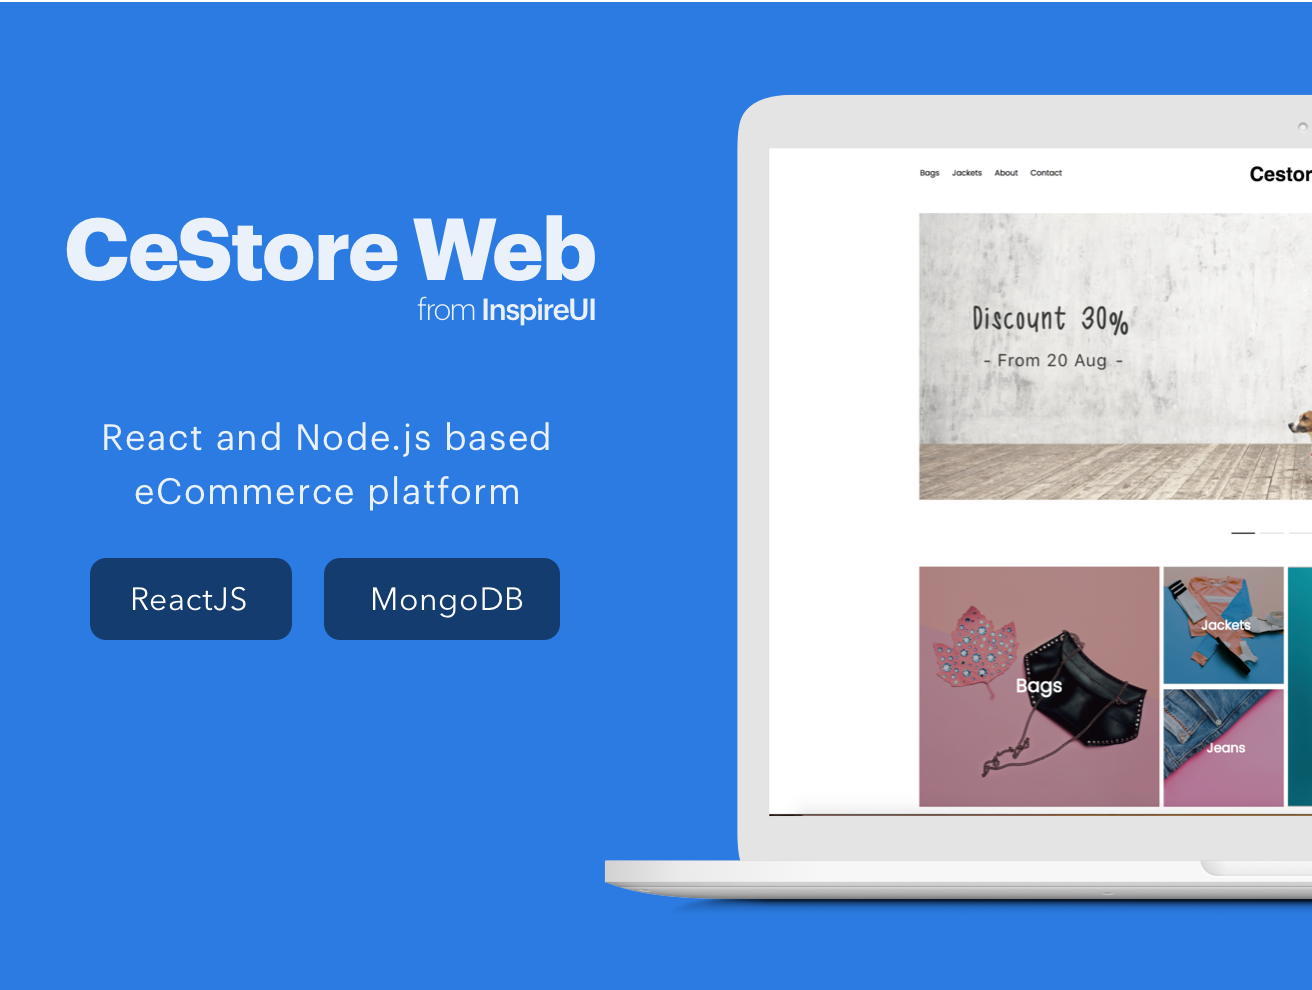 CeStore Web
from InspireUI
React and Node.js based
eCommerce platform
ReactJS
MongoDB
Bags Jackets About Contact
Cestor
Discount 30%
- From 20 Aug -
Bags
Jackets
Jeans